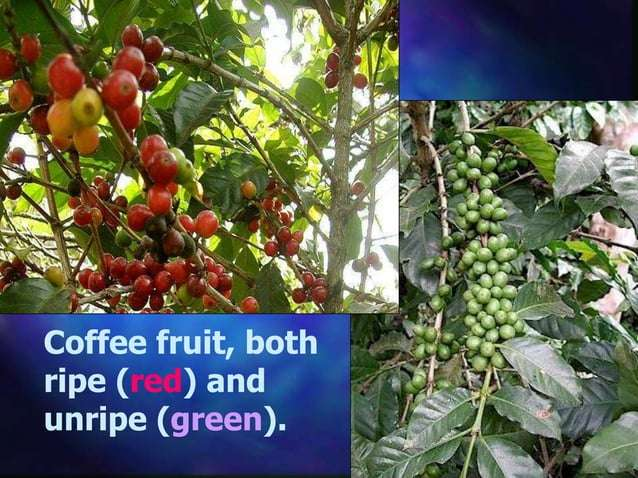 Coffee fruit, both
ripe (red) and
unripe (green).